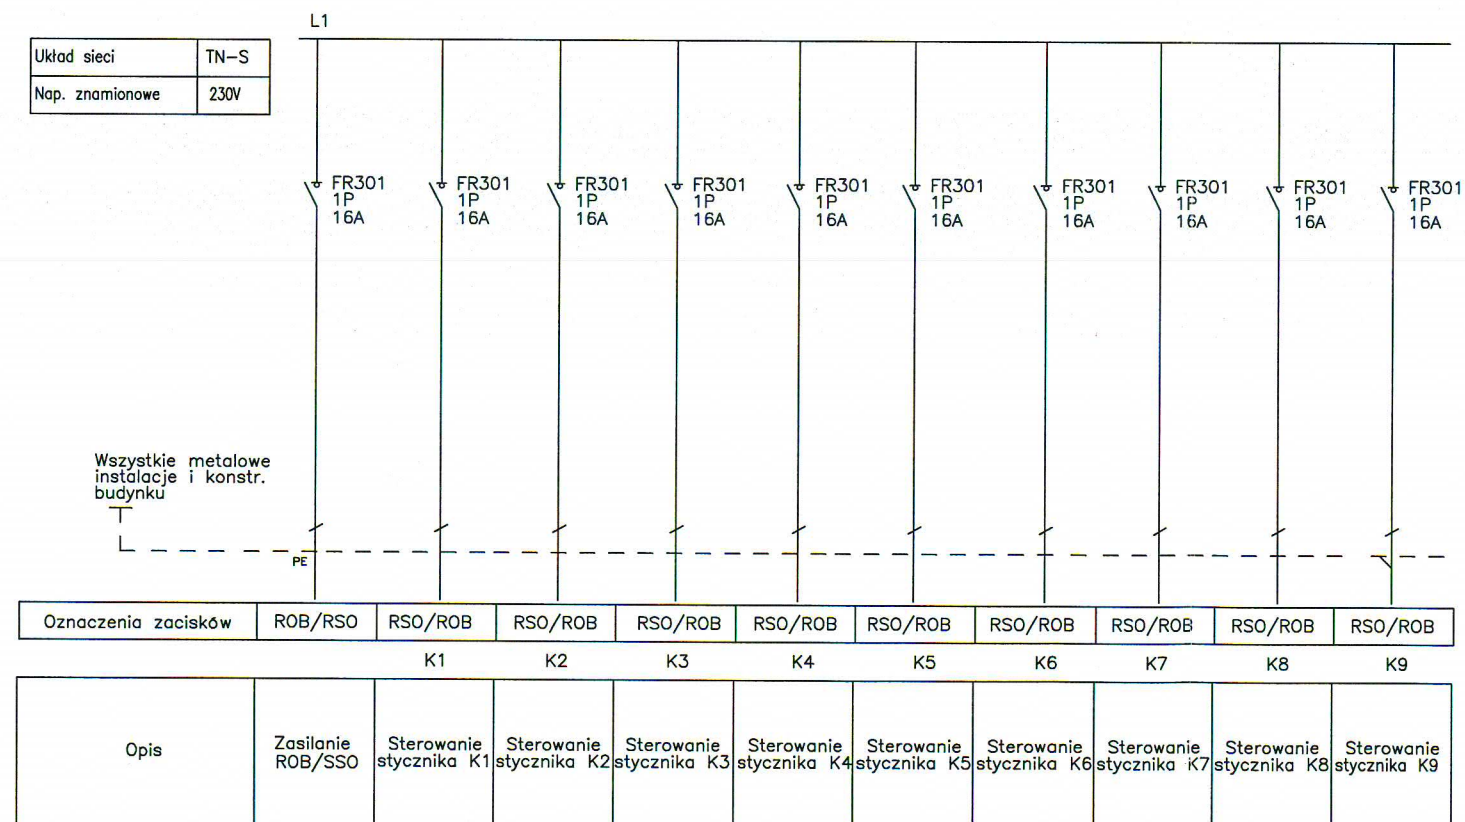 L1
Układ sieci TN-S
Nap. znamionowe 230V
FR301 FR301 FR301 FR301 FR301 FR301 FR301 FR301 FR301 FR301
1P 1P 1P 1P 1P 1P 1P 1P 1P 1P
16A 16A 16A 16A 16A 16A 16A 16A 16A 16A
Wszystkie metalowe
instalacje i konstr.
budynku
PE
Oznaczenia zacisków ROB/RSO RSO/ROB RSO/ROB RSO/ROB RSO/ROB RSO/ROB RSO/ROB RSO/ROB RSO/ROB RSO/ROB
K1 K2 K3 K4 K5 K6 K7 K8 K9
Opis
Zasilanie
ROB/SSO
Sterowanie
stycznika K1
Sterowanie
stycznika K2
Sterowanie
stycznika K3
Sterowanie
stycznika K4
Sterowanie
stycznika K5
Sterowanie
stycznika K6
Sterowanie
stycznika K7
Sterowanie
stycznika K8
Sterowanie
stycznika K9